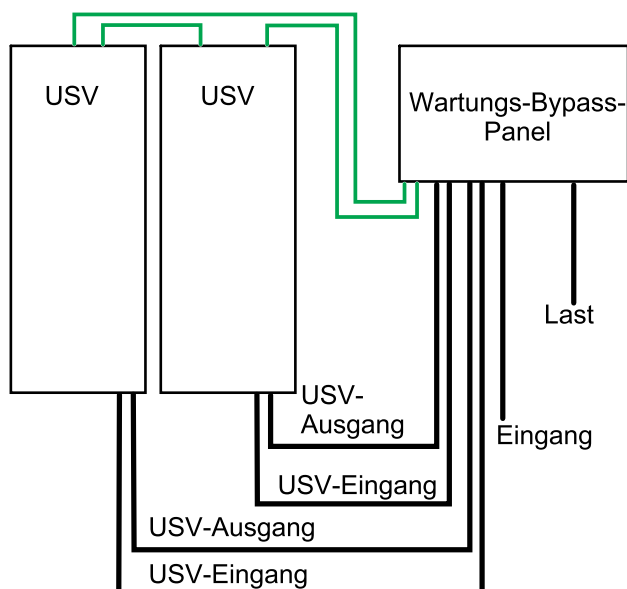 USV
USV
Wartungs-Bypass-
Panel
Last
USV-
Ausgang
Eingang
USV-Eingang
USV-Ausgang
USV-Eingang